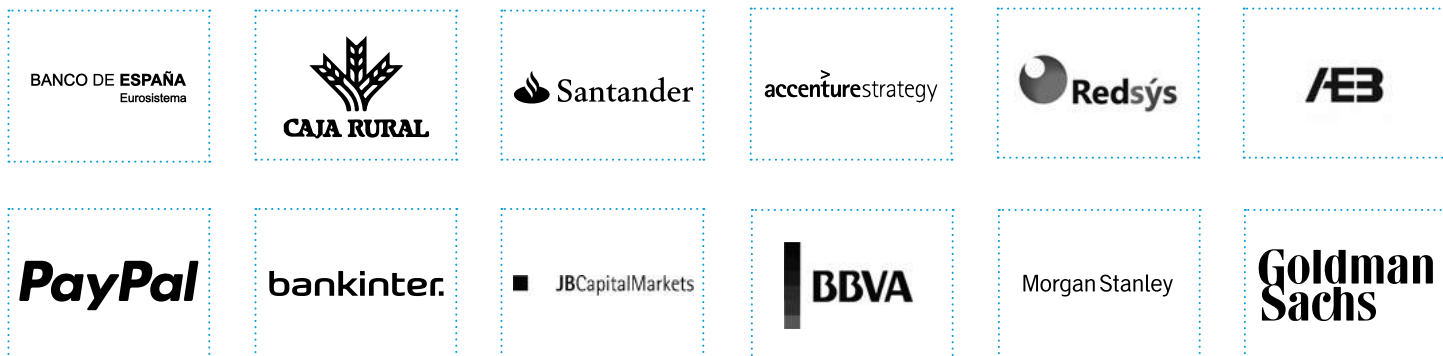 BANCO DE ESPAÑA
Eurosistema
CAJA RURAL
Santander
accenturestrategy
Redsýs
AEB
PayPal
bankinter.
JBCapitalMarkets
BBVA
Morgan Stanley
Goldman
Sachs